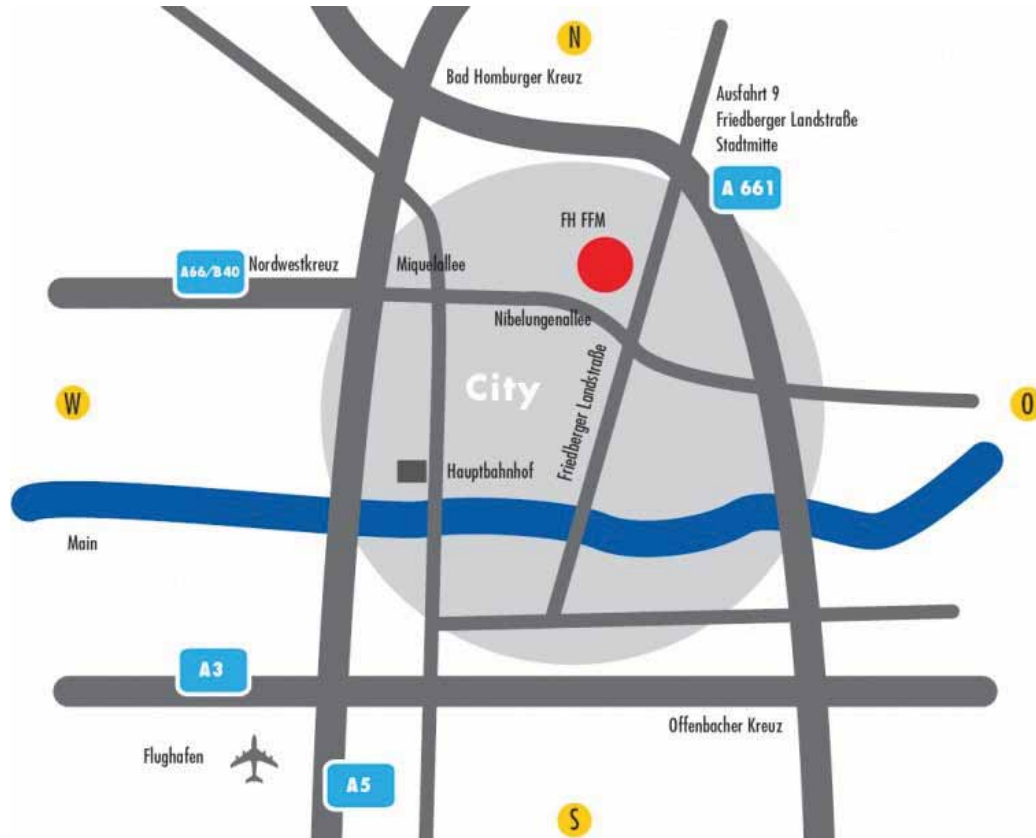 N
Bad Homburger Kreuz
Ausfahrt 9
Friedberger Landstraße
Stadtmitte
A 661
FH FFM
A66/B40
Nordwestkreuz
Miquelallee
Nibelungenallee
City
Friedberger Landstraße
W
O
Hauptbahnhof
Main
A3
Offenbacher Kreuz
Flughafen
A5
S